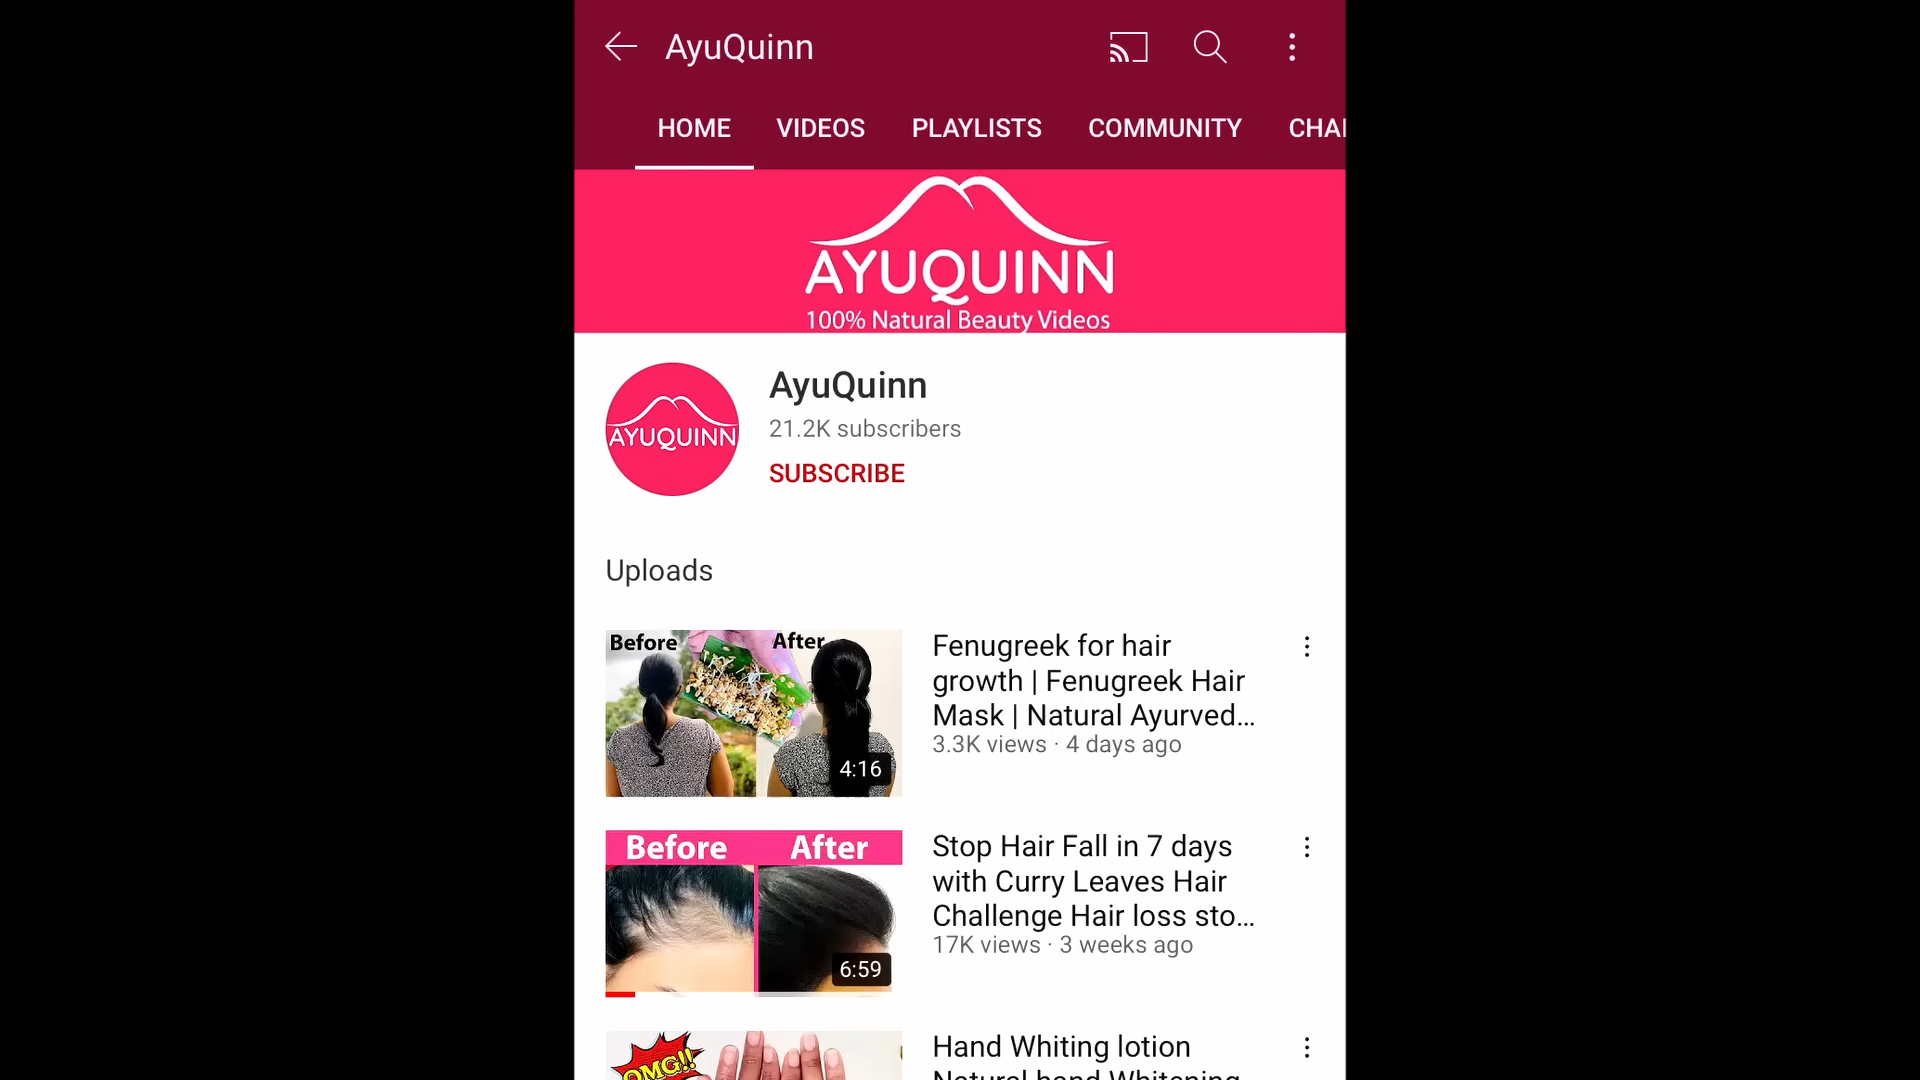 AyuQuinn
HOME VIDEOS PLAYLISTS COMMUNITY
AYUQUINN
100% Natural Beauty Videos
AYUQUINN
AyuQuinn
21.2K subscribers
SUBSCRIBE
Uploads
Before After
4:16
Fenugreek for hair
growth | Fenugreek Hair
Mask | Natural Ayurved...
3.3K views · 4 days ago
Before After
6:59
Stop Hair Fall in 7 days
with Curry Leaves Hair
Challenge Hair loss sto...
17K views · 3 weeks ago
OMG!!
Hand Whiting lotion
Natural hand Whitening